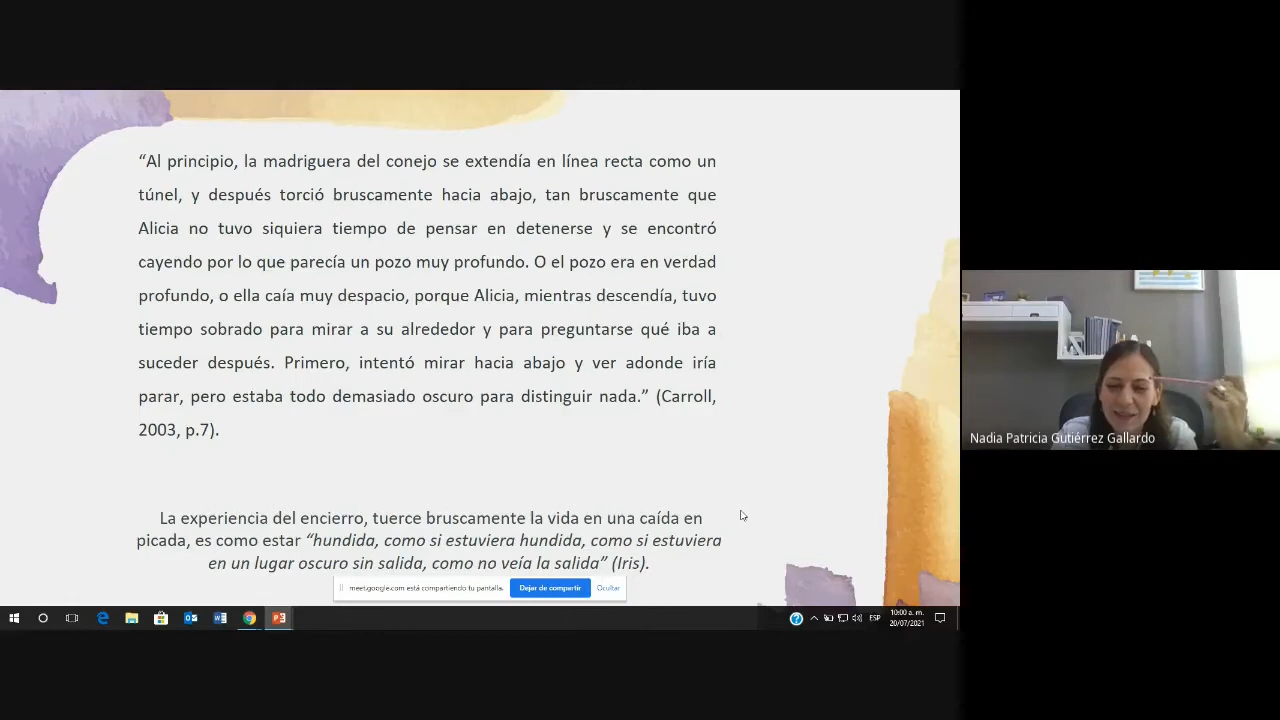 “Al principio, la madriguera del conejo se extendía en línea recta como un
túnel, y después torció bruscamente hacia abajo, tan bruscamente que
Alicia no tuvo siquiera tiempo de pensar en detenerse y se encontró
cayendo por lo que parecía un pozo muy profundo. O el pozo era en verdad
profundo, o ella caía muy despacio, porque Alicia, mientras descendía, tuvo
tiempo sobrado para mirar a su alrededor y para preguntarse qué iba a
suceder después. Primero, intentó mirar hacia abajo y ver adonde iría
parar, pero estaba todo demasiado oscuro para distinguir nada.” (Carroll,
2003, p.7).
La experiencia del encierro, tuerce bruscamente la vida en una caída en
picada, es como estar “hundida, como si estuviera hundida, como si estuviera
en un lugar oscuro sin salida, como no veía la salida” (Iris).
meet.google.com está compartiendo tu pantalla.
Dejar de compartir
Ocultar
ESP
10:00 a. m.
20/07/2021
Nadia Patricia Gutiérrez Gallardo